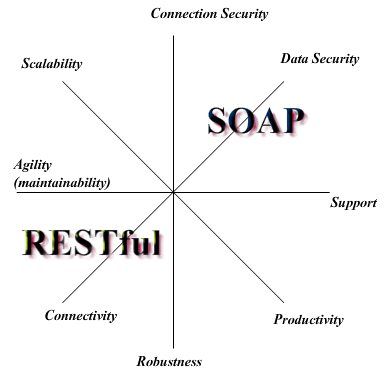 Connection Security
Scalability
Data Security
SOAP
Agility
(maintainability)
Support
RESTful
Connectivity
Productivity
Robustness